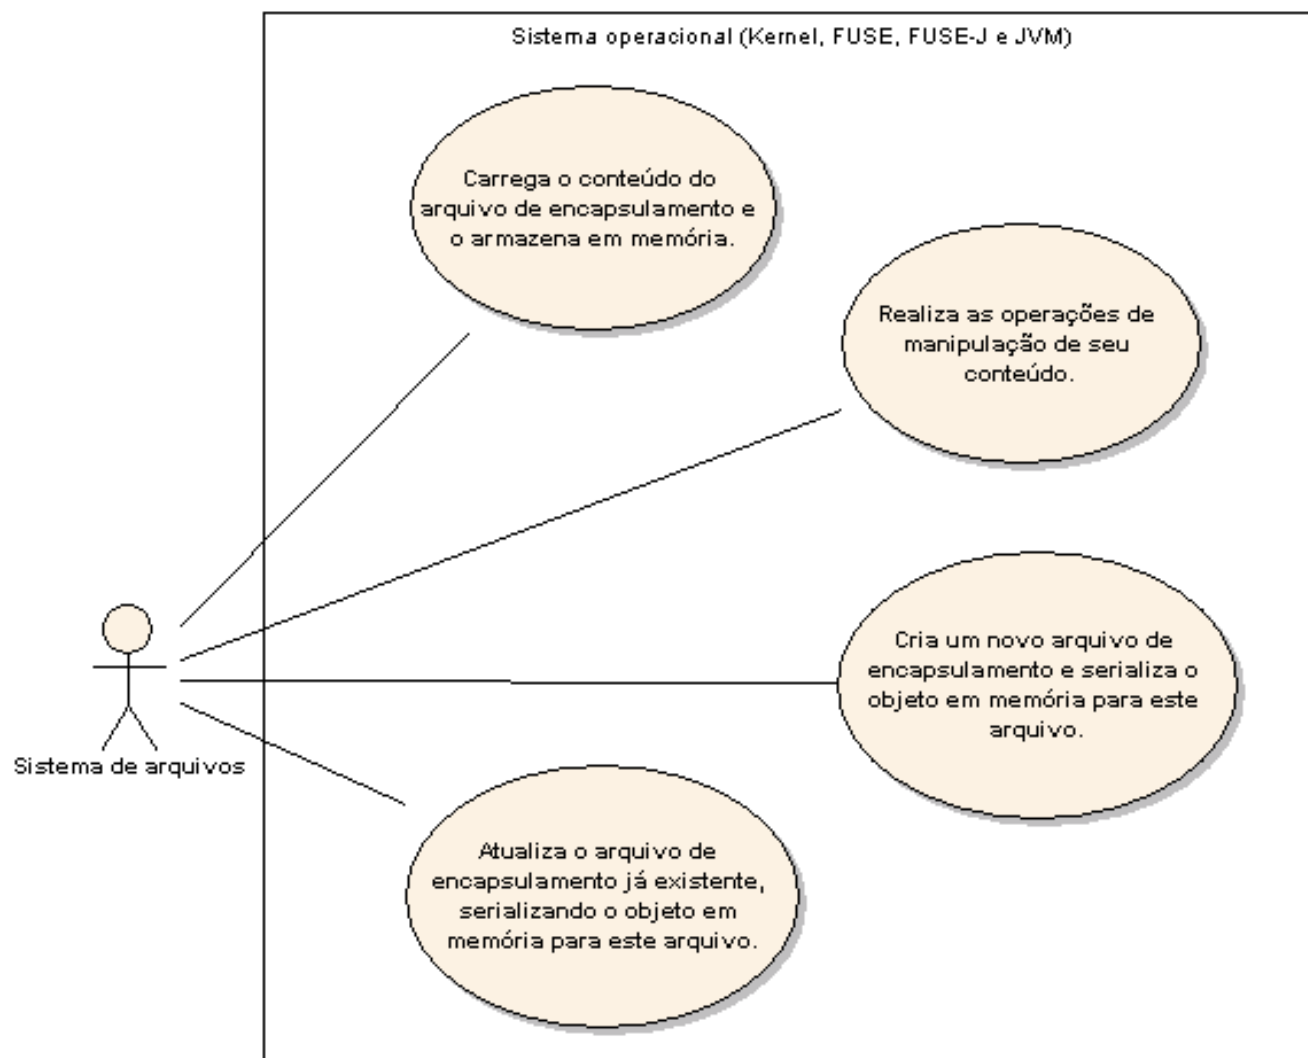 Sistema operacional (Kernel, FUSE, FUSE-J e JVM)
Carrega o conteúdo do
arquivo de encapsulamento e
o armazena em memória.
Realiza as operações de
manipulação de seu
conteúdo.
Cria um novo arquivo de
encapsulamento e serializa o
objeto em memória para este
arquivo.
Sistema de arquivos
Atualiza o arquivo de
encapsulamento já existente,
serializando o objeto em
memória para este arquivo.